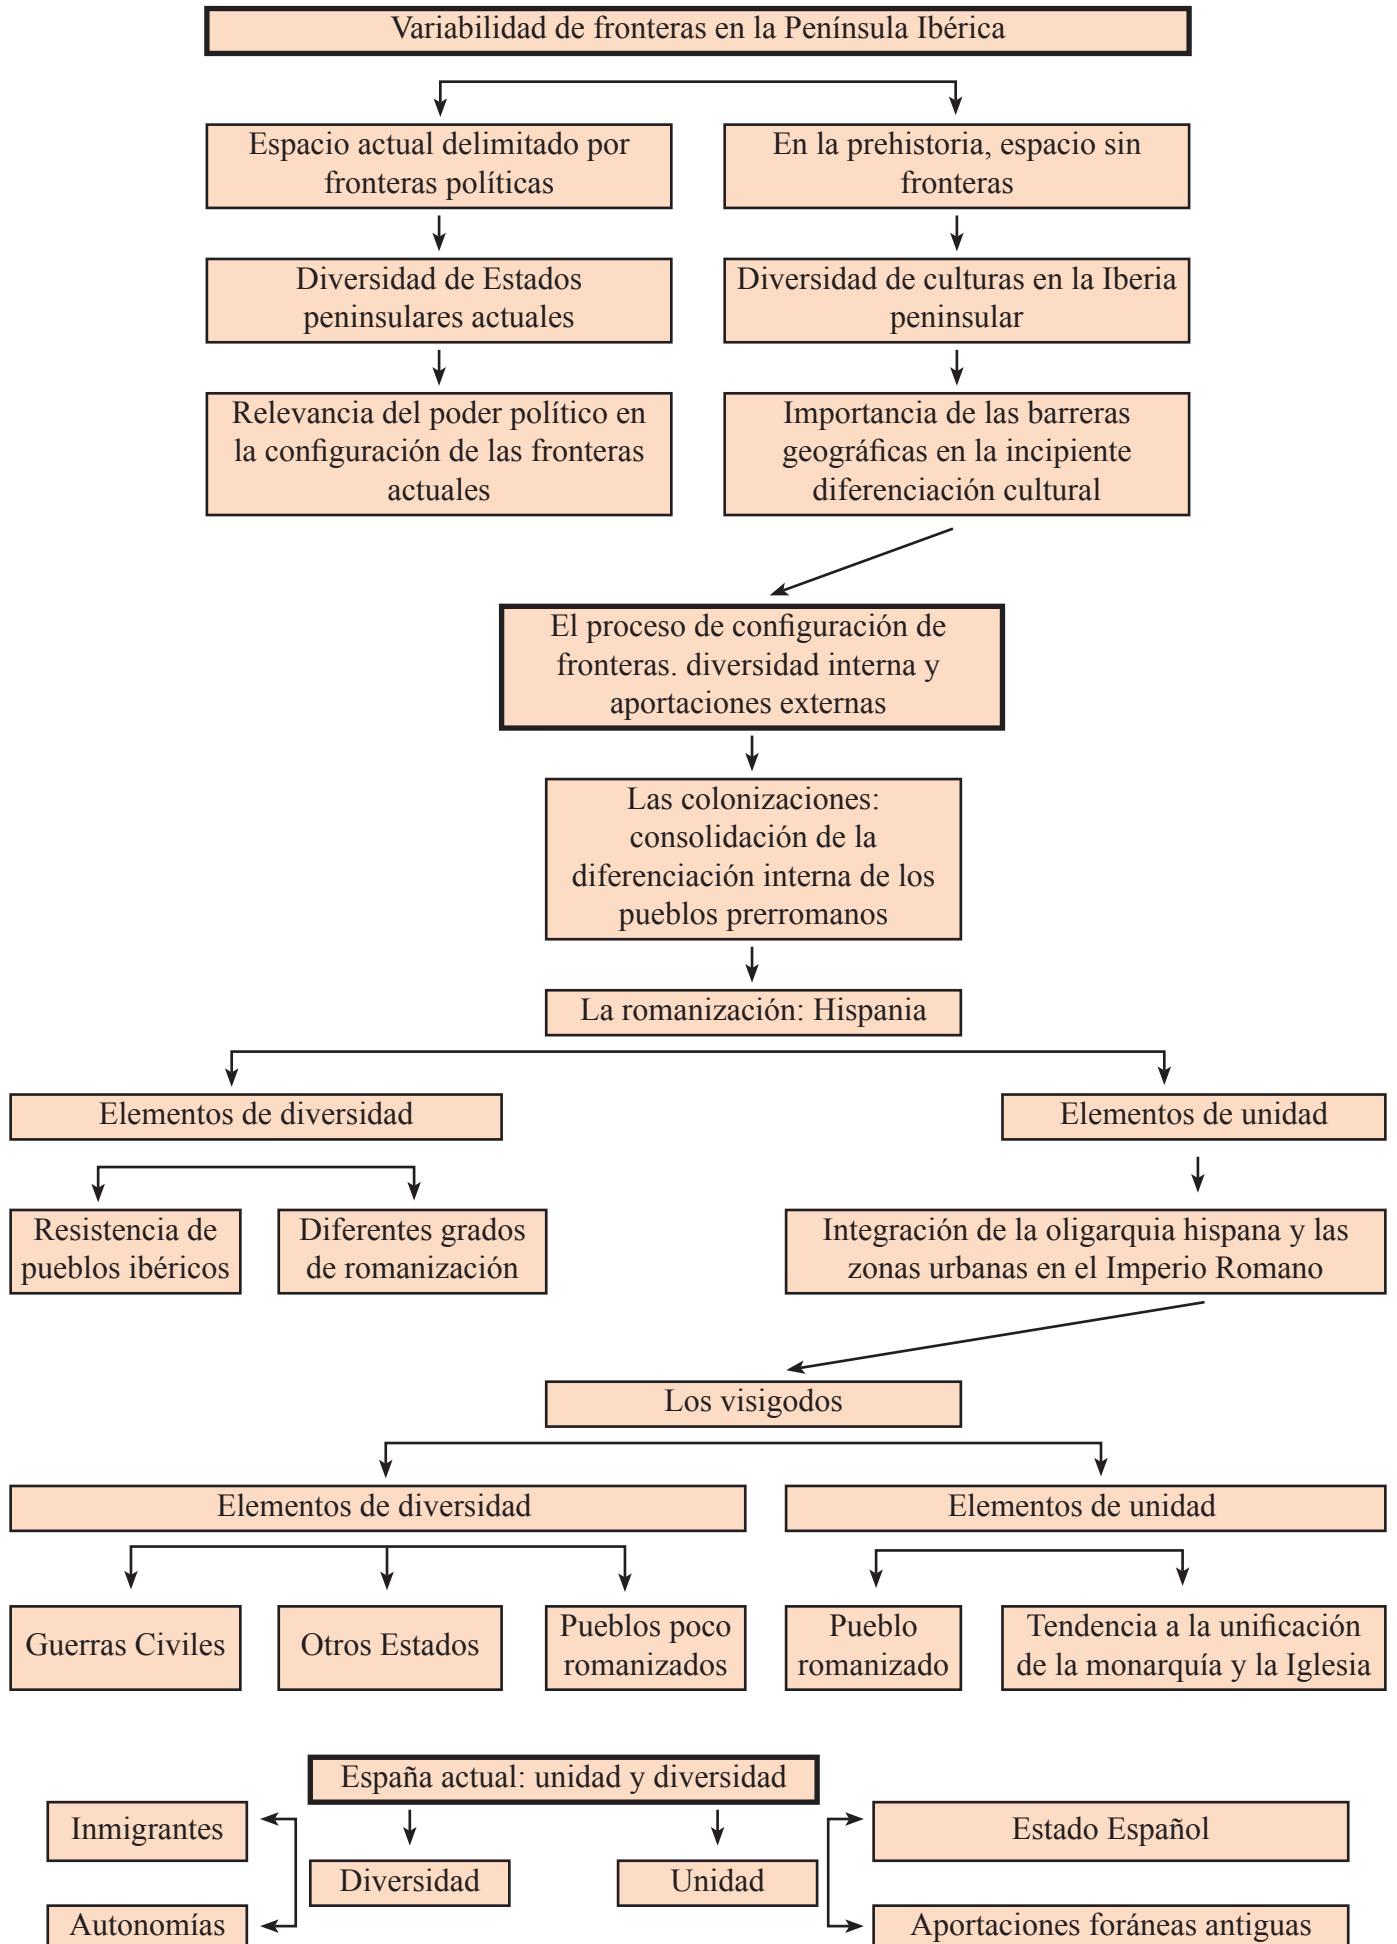 Variabilidad de fronteras en la Península Ibérica
Espacio actual delimitado por
fronteras políticas
En la prehistoria, espacio sin
fronteras
Diversidad de Estados
peninsulares actuales
Diversidad de culturas en la Iberia
peninsular
Relevancia del poder político en
la configuración de las fronteras
actuales
Importancia de las barreras
geográficas en la incipiente
diferenciación cultural
El proceso de configuración de
fronteras. diversidad interna y
aportaciones externas
Las colonizaciones:
consolidación de la
diferenciación interna de los
pueblos prerromanos
La romanización: Hispania
Elementos de diversidad
Elementos de unidad
Resistencia de
pueblos ibéricos
Diferentes grados
de romanización
Integración de la oligarquia hispana y las
zonas urbanas en el Imperio Romano
Los visigodos
Elementos de diversidad
Elementos de unidad
Guerras Civiles
Otros Estados
Pueblos poco
romanizados
Pueblo
romanizado
Tendencia a la unificación
de la monarquía y la Iglesia
España actual: unidad y diversidad
Inmigrantes
Estado Español
Diversidad
Unidad
Autonomías
Aportaciones foráneas antiguas